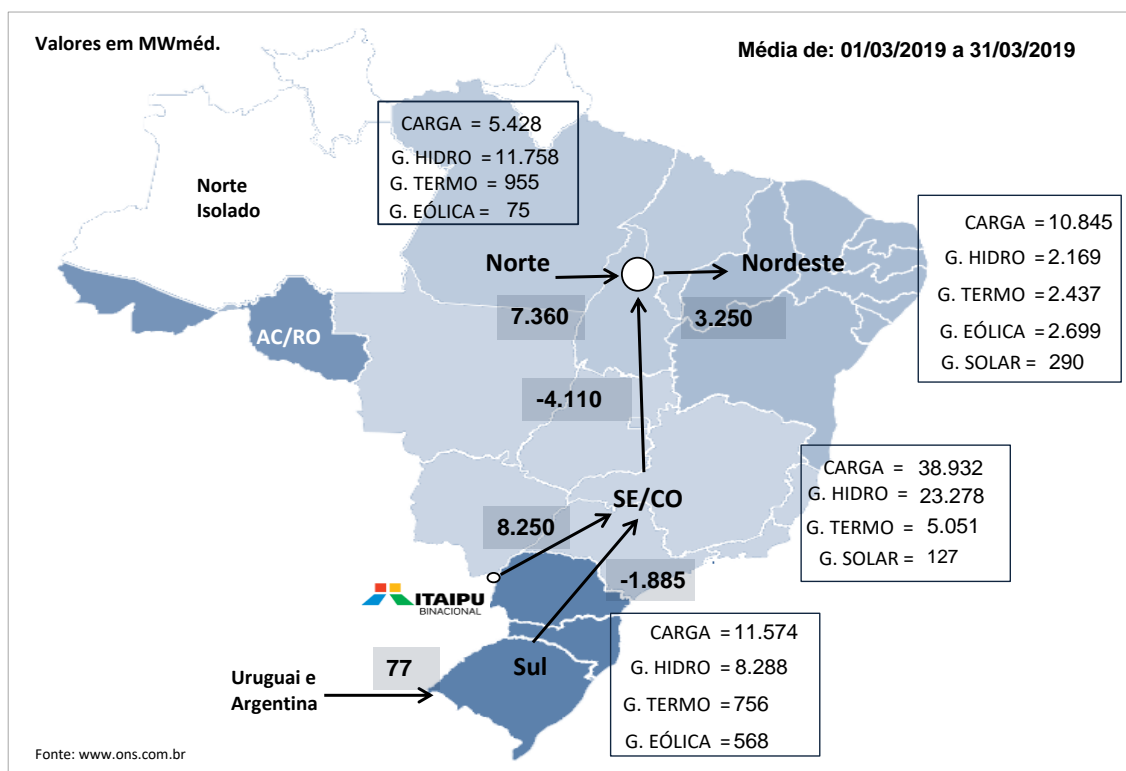 Valores em MWméd.
Média de: 01/03/2019 a 31/03/2019
CARGA = 5.428
G. HIDRO = 11.758
G. TERMO = 955
G. EÓLICA = 75
Norte
Isolado
CARGA = 10.845
G. HIDRO = 2.169
G. TERMO = 2.437
G. EÓLICA = 2.699
G. SOLAR = 290
Norte
Nordeste
7.360
3.250
AC/RO
-4.110
CARGA = 38.932
G. HIDRO = 23.278
G. TERMO = 5.051
G. SOLAR = 127
SE/CO
8.250
-1.885
ITAIPU
BINACIONAL
CARGA = 11.574
G. HIDRO = 8.288
G. TERMO = 756
G. EÓLICA = 568
77
Sul
Uruguai e
Argentina
Fonte: www.ons.com.br